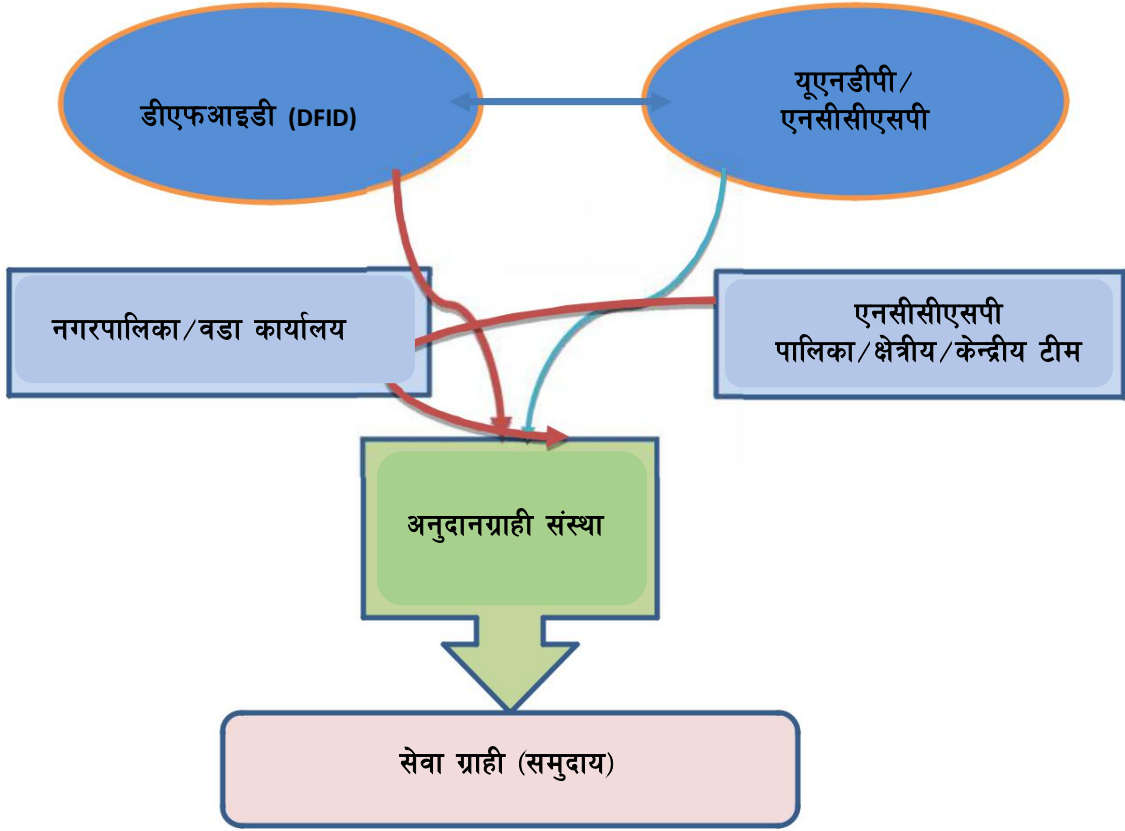 डीएफआइडी (DFID)
यूएनडीपी/
एनसीसीएसपी
नगरपालिका/वडा कार्यालय
एनसीसीएसपी
पालिका/क्षेत्रीय/केन्द्रीय टीम
अनुदानग्राही संस्था
सेवा ग्राही (समुदाय)